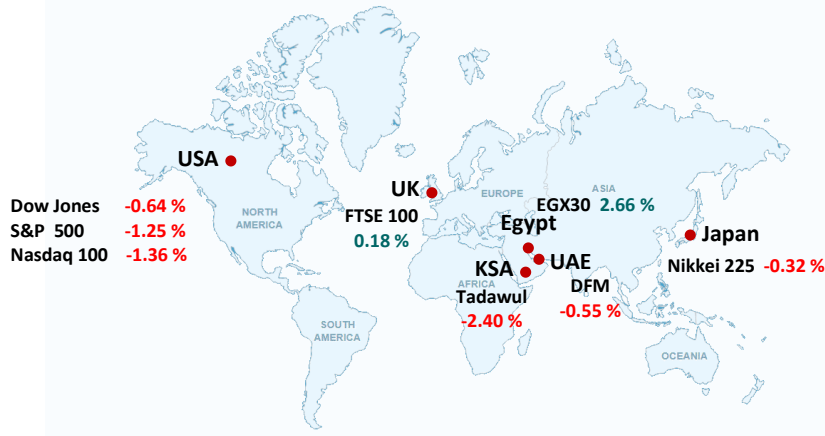 USA
Dow Jones -0.64 %
S&P 500 -1.25 %
Nasdaq 100 -1.36 %
NORTH
AMERICA
SOUTH
AMERICA
UK
FTSE 100
0.18 %
EUROPE
ASIA
EGX30 2.66 %
Egypt
KSA
AFRICA
Tadawul
-2.40 %
UAE
DFM
-0.55 %
Japan
Nikkei 225 -0.32 %
OCEANIA